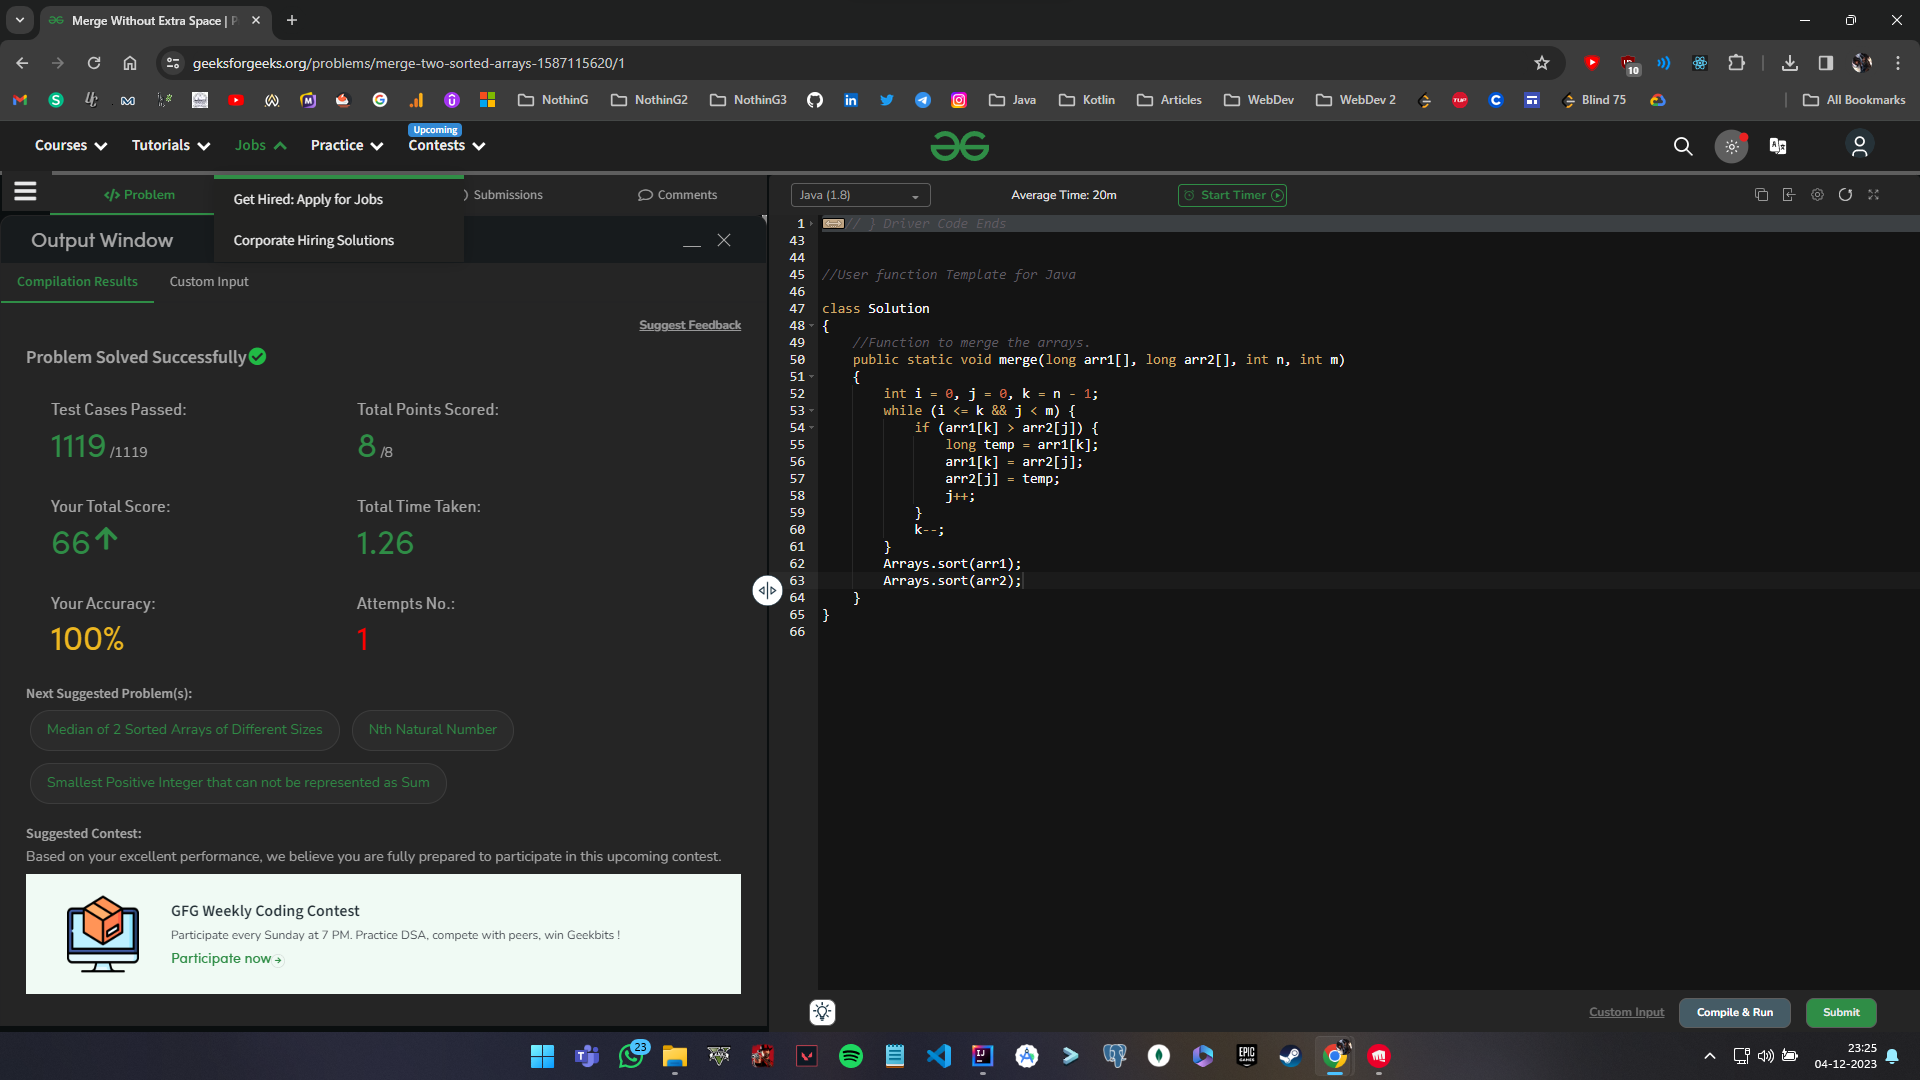 Merge Without Extra Space | P
geeksforgeeks.org/problems/merge-two-sorted-arrays-1587115620/1
10
NothinG
NothinG2
NothinG3
Java
Kotlin
Articles
WebDev
WebDev 2
Blind 75
All Bookmarks
Courses
Tutorials
Jobs
Practice
Upcoming
Contests
Problem
Get Hired: Apply for Jobs
Corporate Hiring Solutions
Submissions
Comments
Java (1.8)
Average Time: 20m
Start Timer
Output Window
Compilation Results
Custom Input
Suggest Feedback
Problem Solved Successfully
Test Cases Passed:
1119 /1119
Total Points Scored:
8 /8
Your Total Score:
66
Total Time Taken:
1.26
Your Accuracy:
100%
Attempts No.:
1
Next Suggested Problem(s):
Median of 2 Sorted Arrays of Different Sizes
Nth Natural Number
Smallest Positive Integer that can not be represented as Sum
Suggested Contest:
Based on your excellent performance, we believe you are fully prepared to participate in this upcoming contest.
GFG Weekly Coding Contest
Participate every Sunday at 7 PM. Practice DSA, compete with peers, win Geekbits !
Participate now
1 // } Driver Code Ends
43
44
45 //User function Template for Java
46
47 class Solution
48 {
49 //Function to merge the arrays.
50 public static void merge(long arr1[], long arr2[], int n, int m)
51 {
52 int i = 0, j = 0, k = n - 1;
53 while (i <= k && j < m) {
54 if (arr1[k] > arr2[j]) {
55 long temp = arr1[k];
56 arr1[k] = arr2[j];
57 arr2[j] = temp;
58 j++;
59 }
60 k--;
61 }
62 Arrays.sort(arr1);
63 Arrays.sort(arr2);
64 }
65 }
66
Custom Input
Compile & Run
Submit
23
23:25
04-12-2023